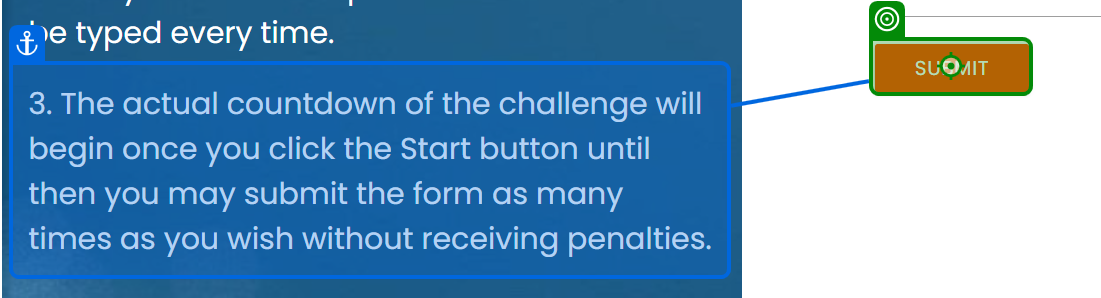 be typed every time.
3. The actual countdown of the challenge will
begin once you click the Start button until
then you may submit the form as many
times as you wish without receiving penalties.
SUBMIT